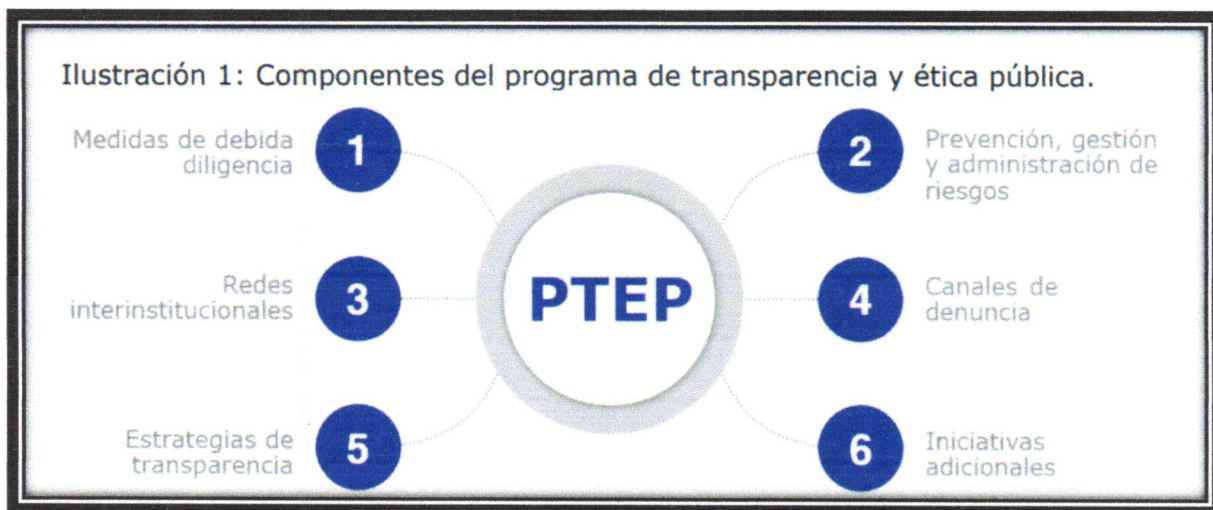 Ilustración 1: Componentes del programa de transparencia y ética pública.
Medidas de debida
diligencia
1
2
Prevención, gestión
y administración de
riesgos
Redes
interinstitucionales
3
PTEP
4
Canales de
denuncia
Estrategias de
transparencia
5
6
Iniciativas
adicionales